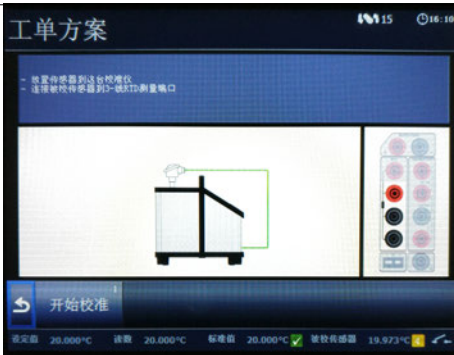 工单方案
15
16:10
- 放置传感器到这台校准仪
- 连接被校传感器到3-线RTD测量端口
1
开始校准
设定值 20.000°C 读数 20.000°C 标准值 20.000°C 被校传感器 19.973°C